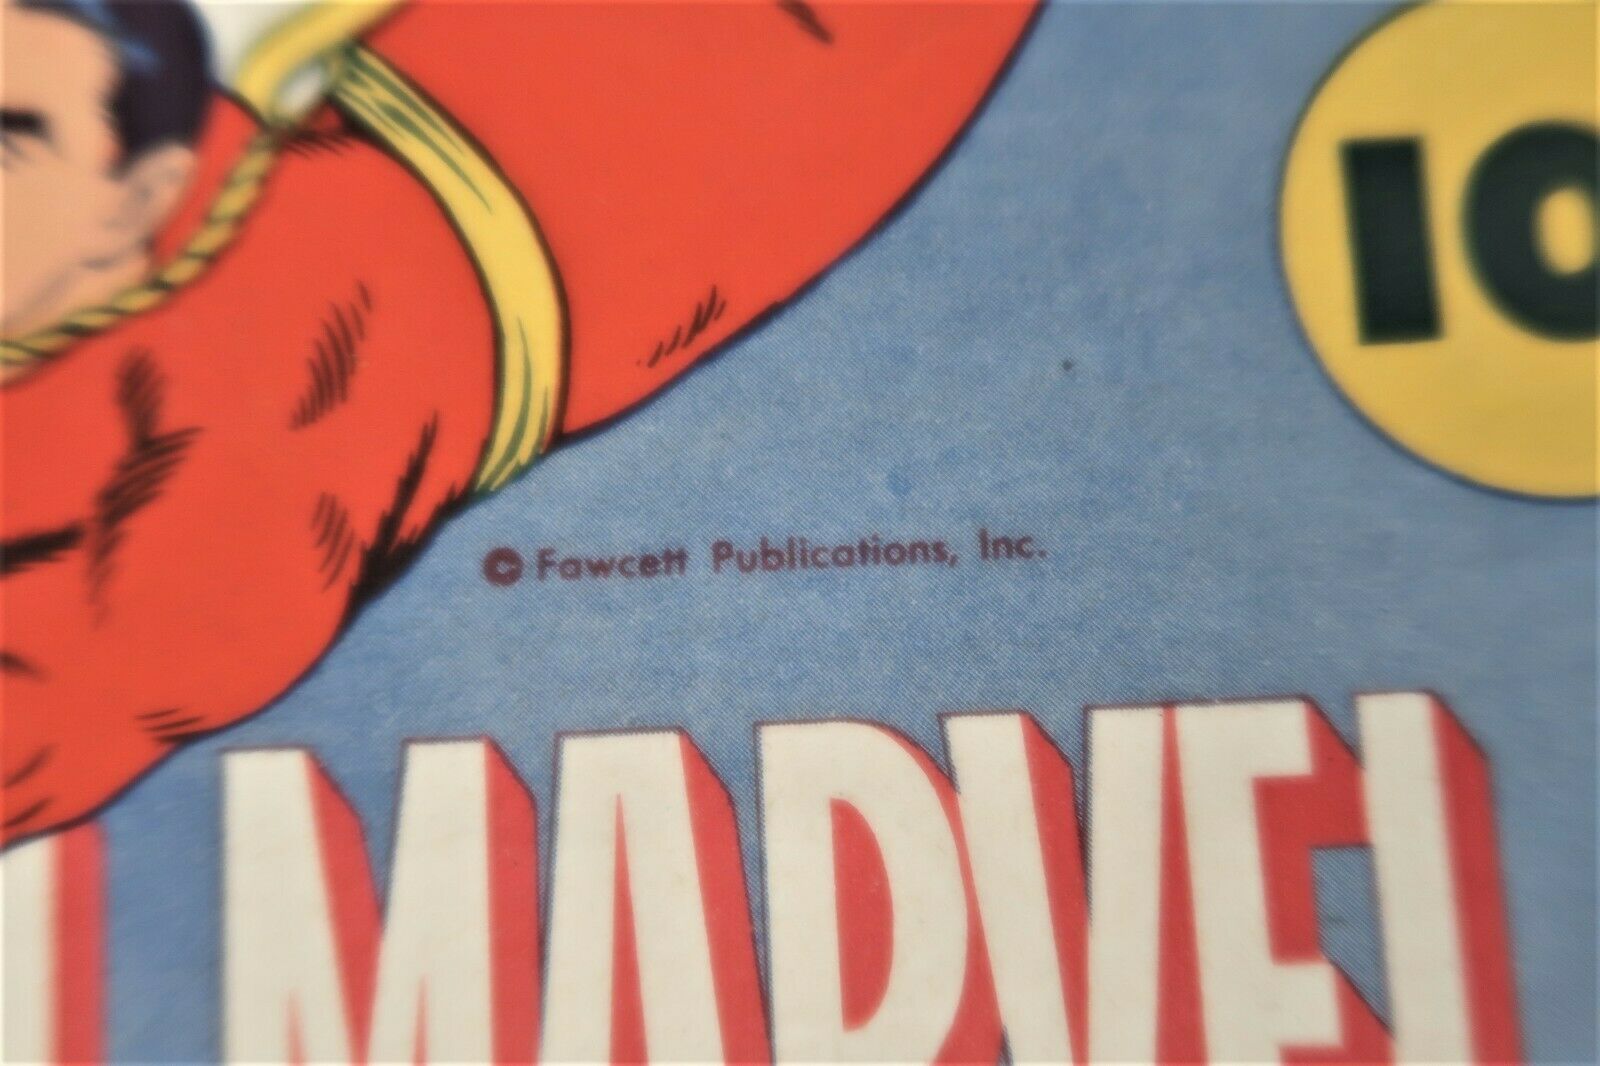 10
© Fawcett Publications, Inc.
MARVEL